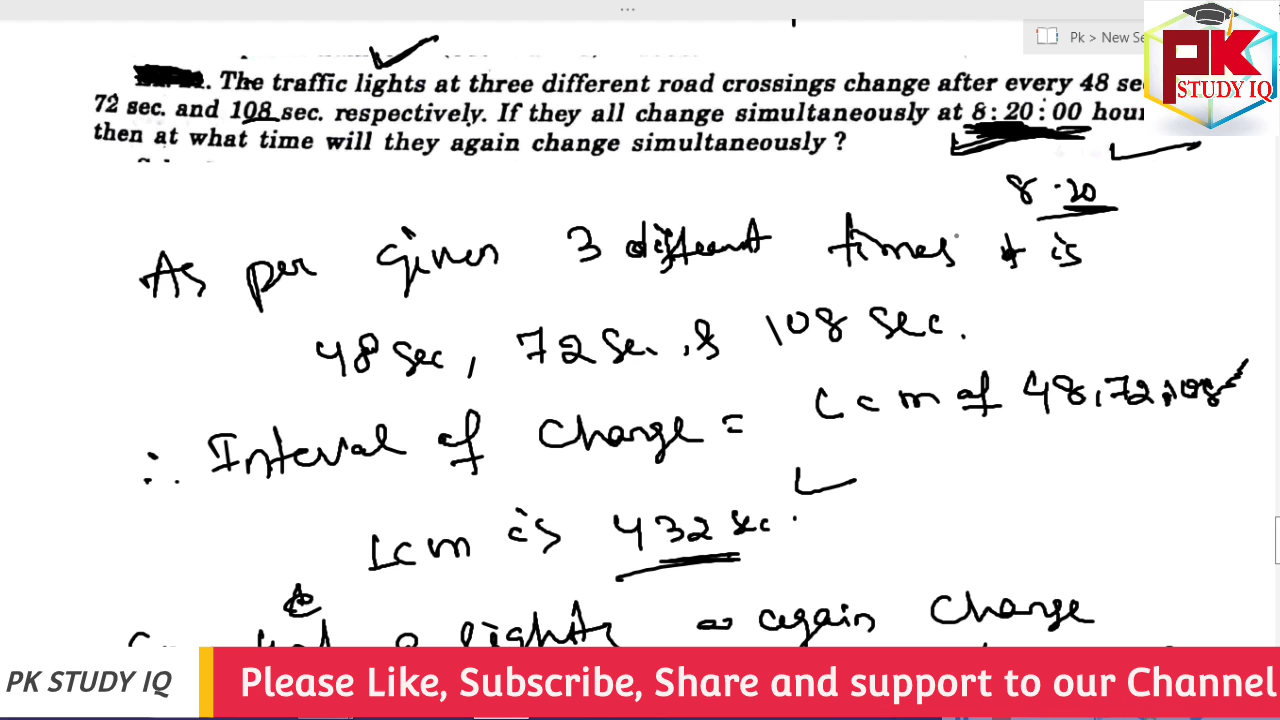 Pk > New Se
PK
STUDY IQ
. The traffic lights at three different road crossings change after every 48 sec
72 sec. and 108 sec. respectively. If they all change simultaneously at 8 : 20 : 00 hour
then at what time will they again change simultaneously ?
8.20
As per given 3 different times is
48 sec, 72 sec, & 108 sec.
∴ Interval of change = LCM of 48, 72, 108
LCM is 432 sec.
lights again change
PK STUDY IQ
Please Like, Subscribe, Share and support to our Channel